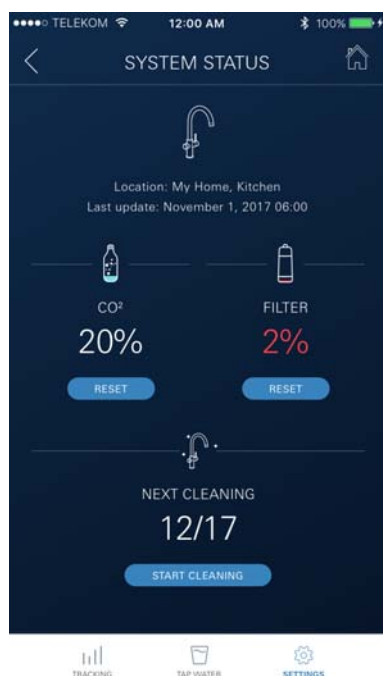 TELEKOM 12:00 AM 100%
SYSTEM STATUS
Location: My Home, Kitchen
Last update: November 1, 2017 06:00
CO² FILTER
20% 2%
RESET RESET
NEXT CLEANING
12/17
START CLEANING
TRACKING TAP WATER SETTINGS